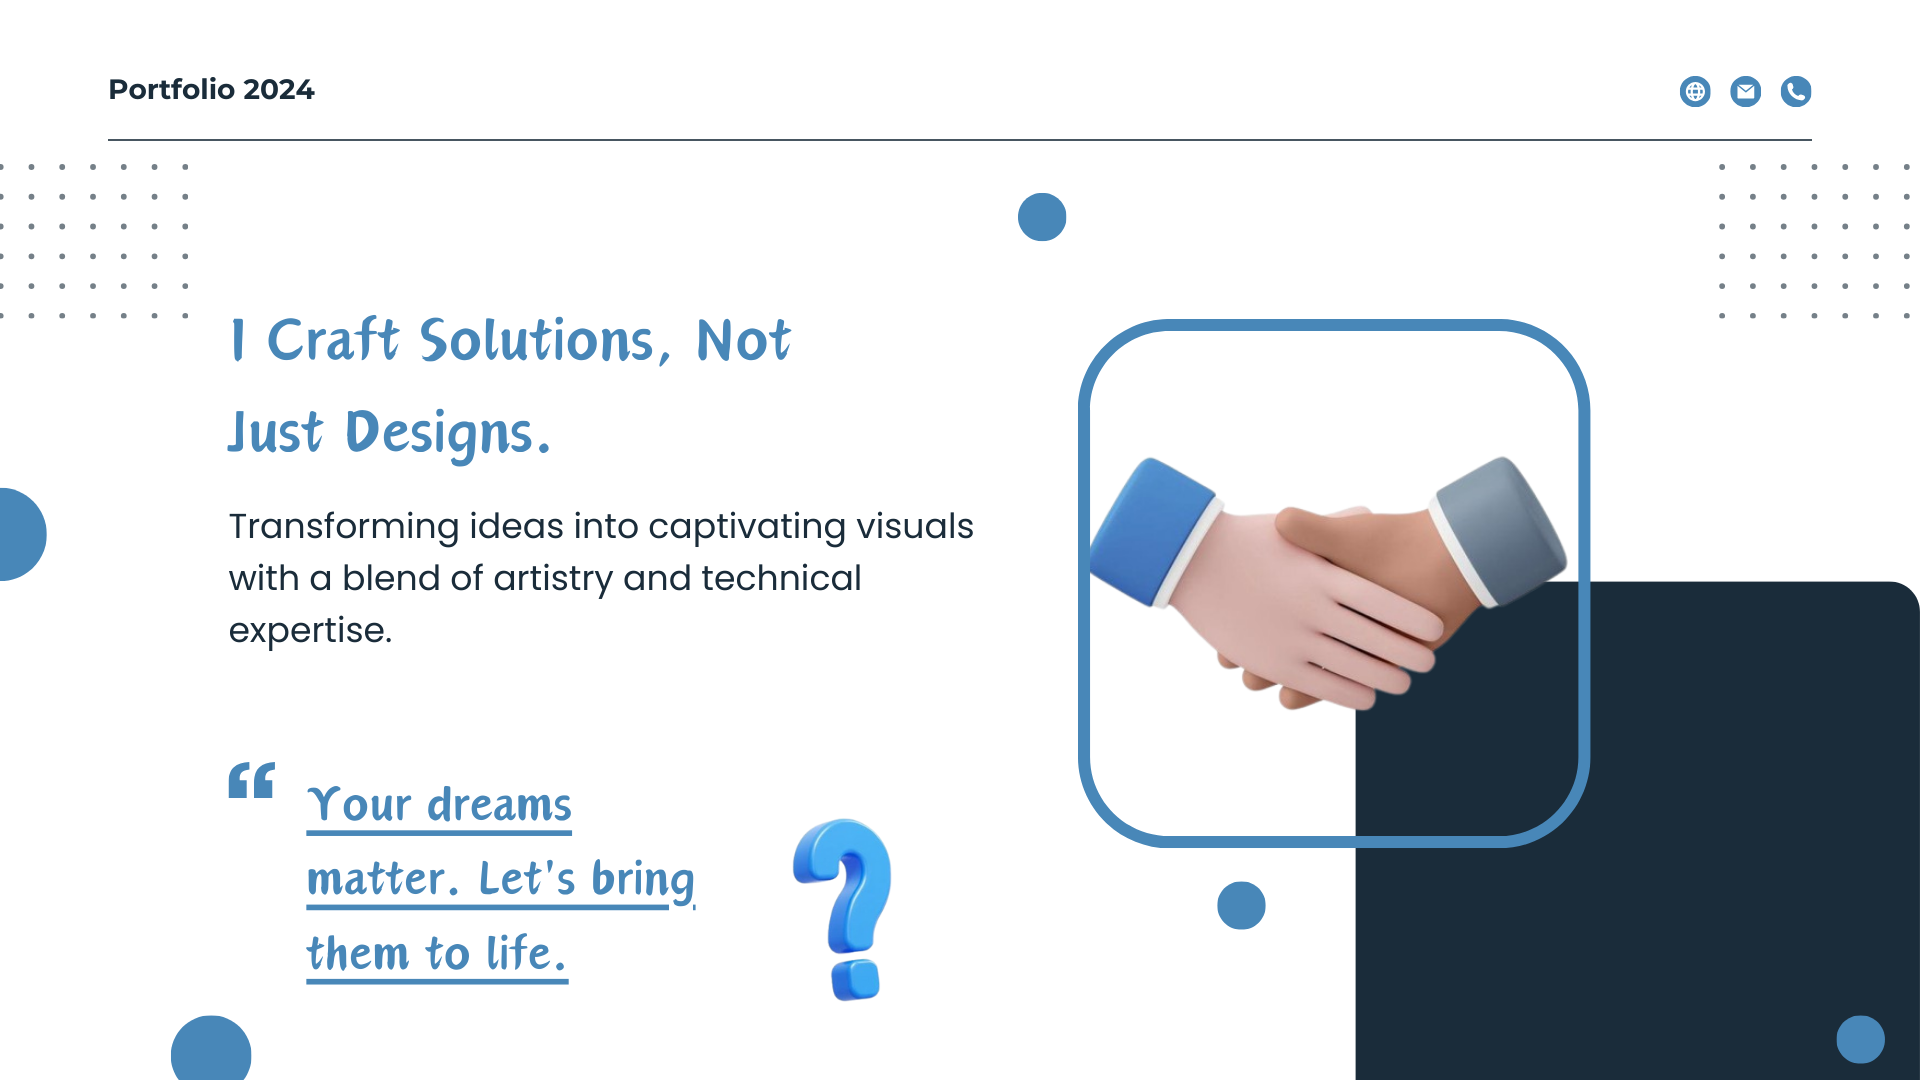 Portfolio 2024
I Craft Solutions, Not
Just Designs.
Transforming ideas into captivating visuals
with a blend of artistry and technical
expertise.
“ Your dreams
matter. Let's bring
them to life.
?